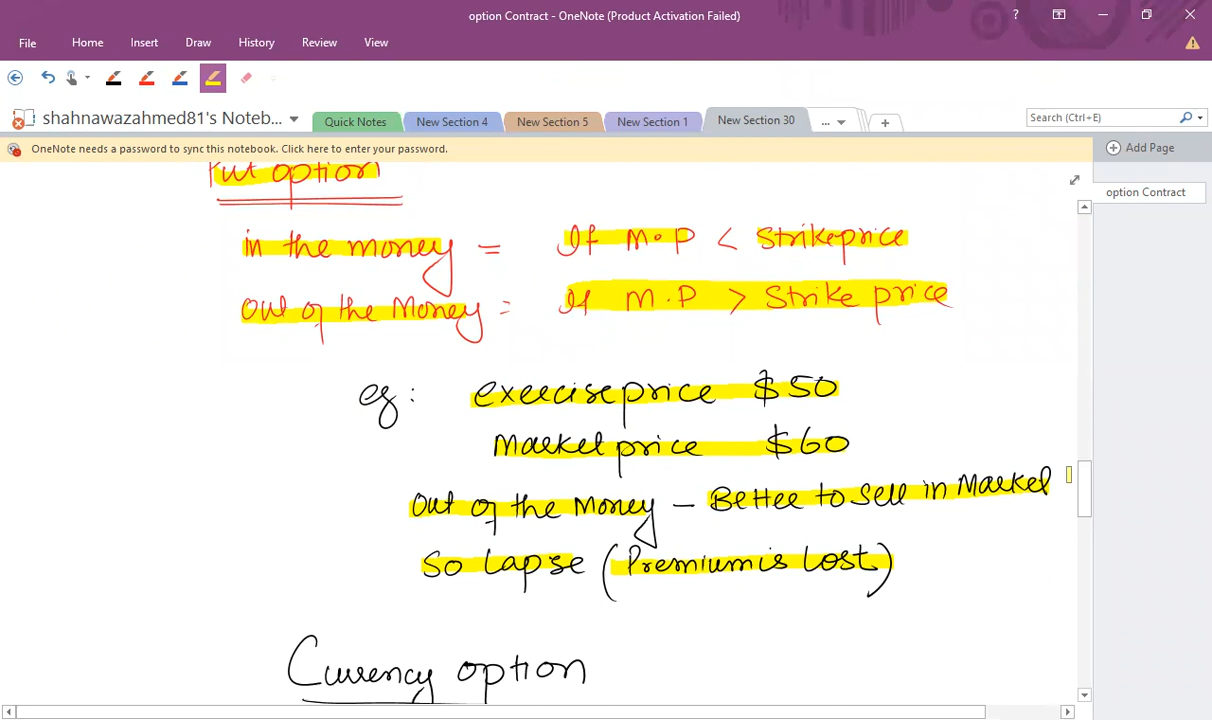 option Contract - OneNote (Product Activation Failed)
?
File Home Insert Draw History Review View
shahnawazahmed81's Noteb... Quick Notes New Section 4 New Section 5 New Section 1 New Section 30 ... Search (Ctrl+E)
OneNote needs a password to sync this notebook. Click here to enter your password.
Add Page
option Contract
Put option
in the money = If M.P < Strikeprice
Out of the Money = If M.P > Strike price
eg: exercise price $50
Market price $60
Out of the Money - Better to Sell in Market
So lapse (Premium is Lost)
Currency option